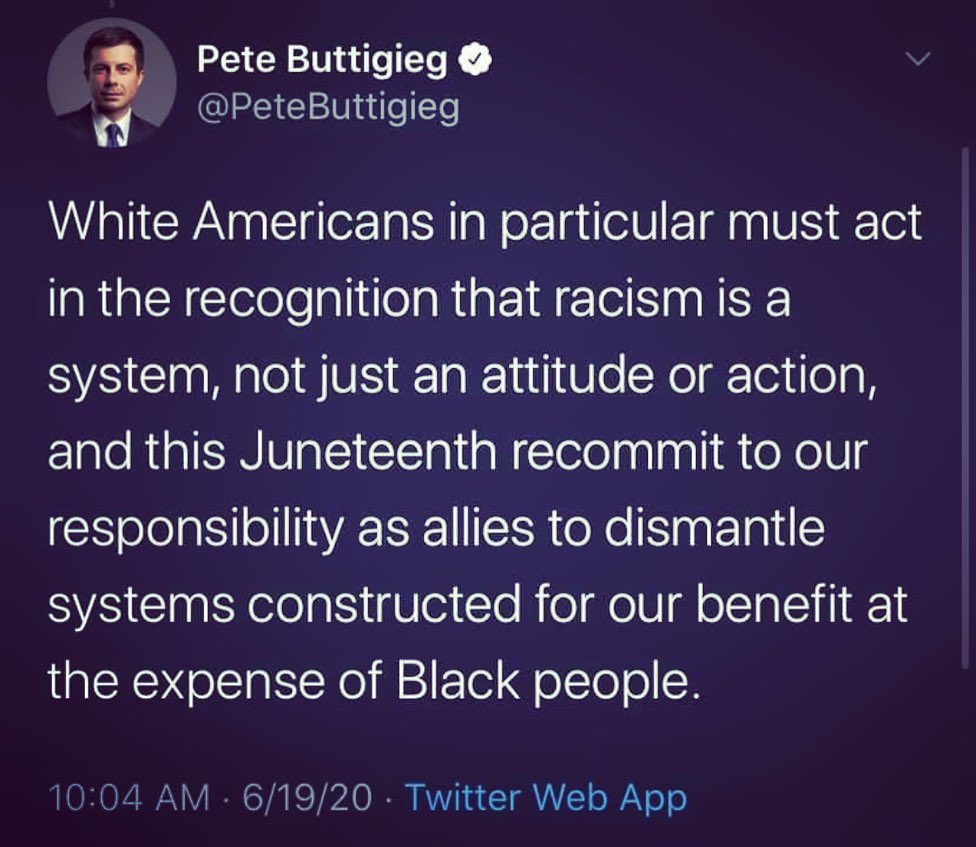 Pete Buttigieg
@PeteButtigieg
White Americans in particular must act
in the recognition that racism is a
system, not just an attitude or action,
and this Juneteenth recommit to our
responsibility as allies to dismantle
systems constructed for our benefit at
the expense of Black people.
10:04 AM · 6/19/20 · Twitter Web App